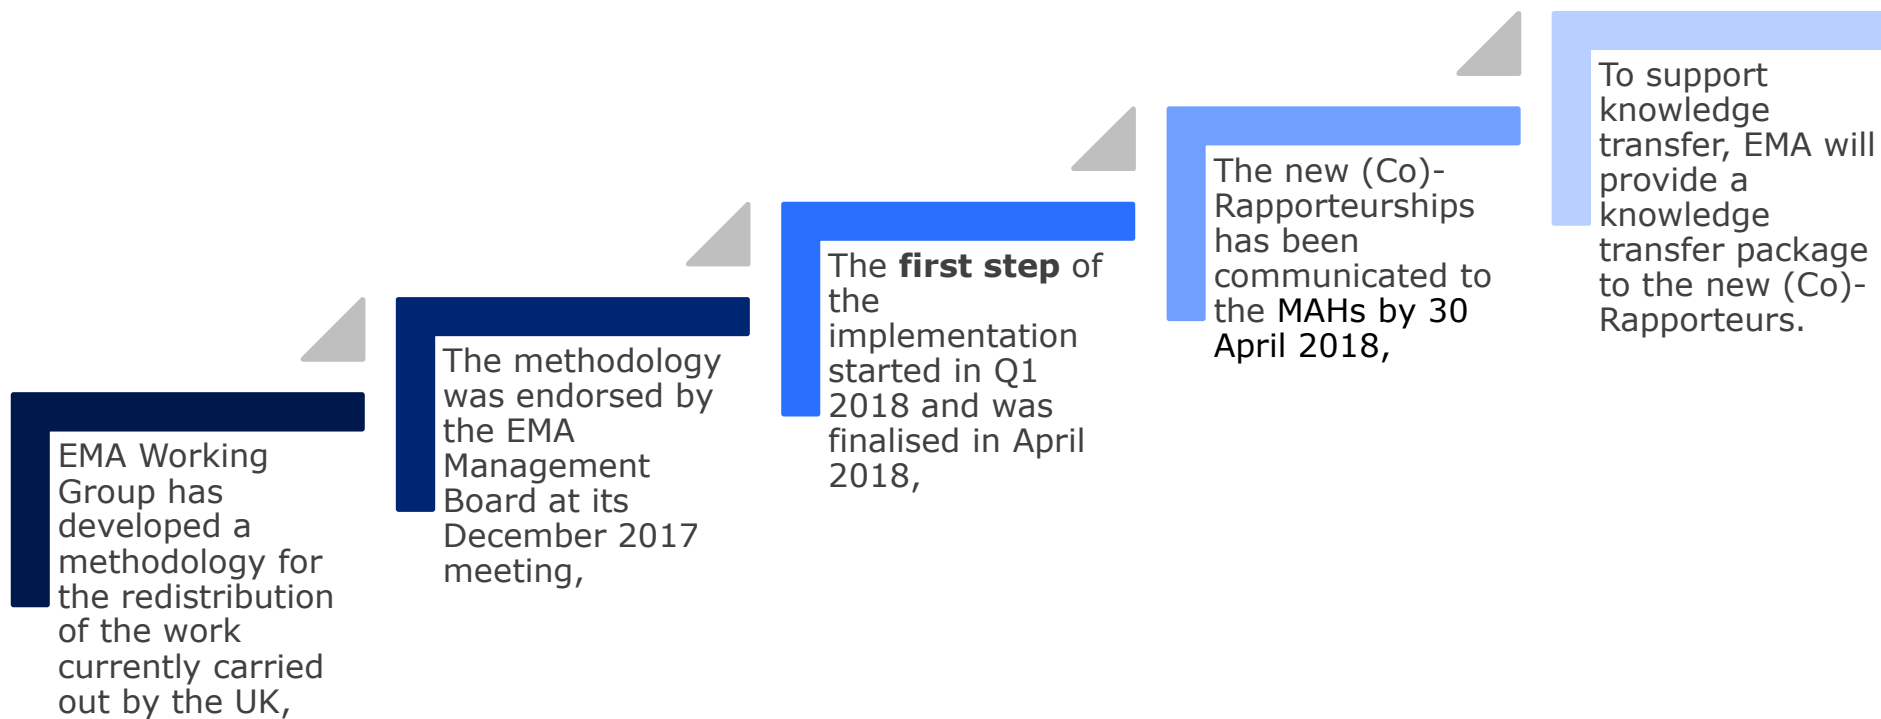 EMA Working
Group has
developed a
methodology for
the redistribution
of the work
currently carried
out by the UK,
The methodology
was endorsed by
the EMA
Management
Board at its
December 2017
meeting,
The first step of
the
implementation
started in Q1
2018 and was
finalised in April
2018,
The new (Co)-
Rapporteurships
has been
communicated to
the MAHs by 30
April 2018,
To support
knowledge
transfer, EMA will
provide a
knowledge
transfer package
to the new (Co)-
Rapporteurs.